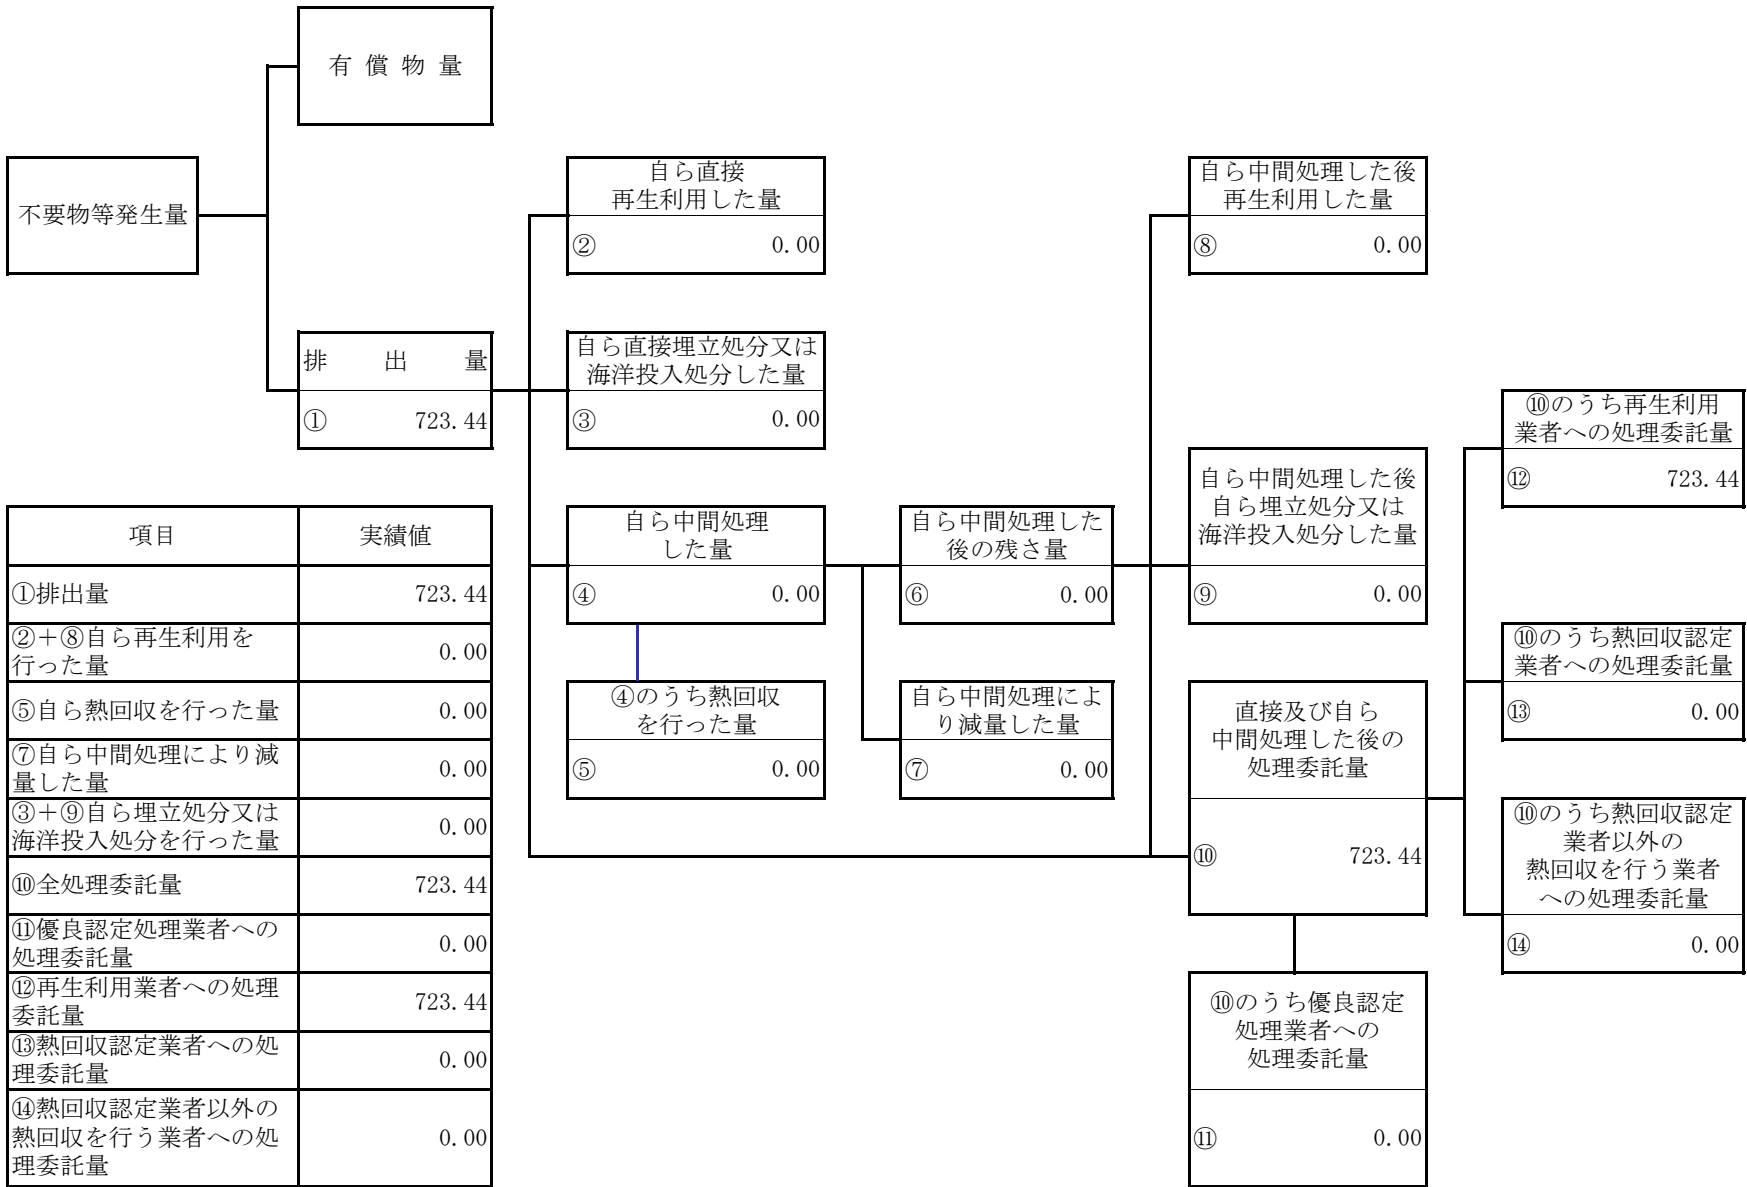 有 償 物 量
不要物等発生量
自ら直接
再生利用した量
② 0.00
自ら中間処理した後
再生利用した量
⑧ 0.00
排 出 量
① 723.44
自ら直接埋立処分又は
海洋投入処分した量
③ 0.00
⑩のうち再生利用
業者への処理委託量
⑫ 723.44
自ら中間処理
した量
④ 0.00
自ら中間処理した
後の残さ量
⑥ 0.00
自ら中間処理した後
自ら埋立処分又は
海洋投入処分した量
⑨ 0.00
④のうち熱回収
を行った量
⑤ 0.00
自ら中間処理によ
り減量した量
⑦ 0.00
直接及び自ら
中間処理した後の
処理委託量
⑩ 723.44
⑩のうち熱回収認定
業者への処理委託量
⑬ 0.00
⑩のうち熱回収認定
業者以外の
熱回収を行う業者
への処理委託量
⑭ 0.00
⑩のうち優良認定
処理業者への
処理委託量
⑪ 0.00
項目 実績値
①排出量 723.44
②+⑧自ら再生利用を
行った量 0.00
⑤自ら熱回収を行った量 0.00
⑦自ら中間処理により減
量した量 0.00
③+⑨自ら埋立処分又は
海洋投入処分を行った量 0.00
⑩全処理委託量 723.44
⑪優良認定処理業者への
処理委託量 0.00
⑫再生利用業者への処理
委託量 723.44
⑬熱回収認定業者への処
理委託量 0.00
⑭熱回収認定業者以外の
熱回収を行う業者への処
理委託量 0.00